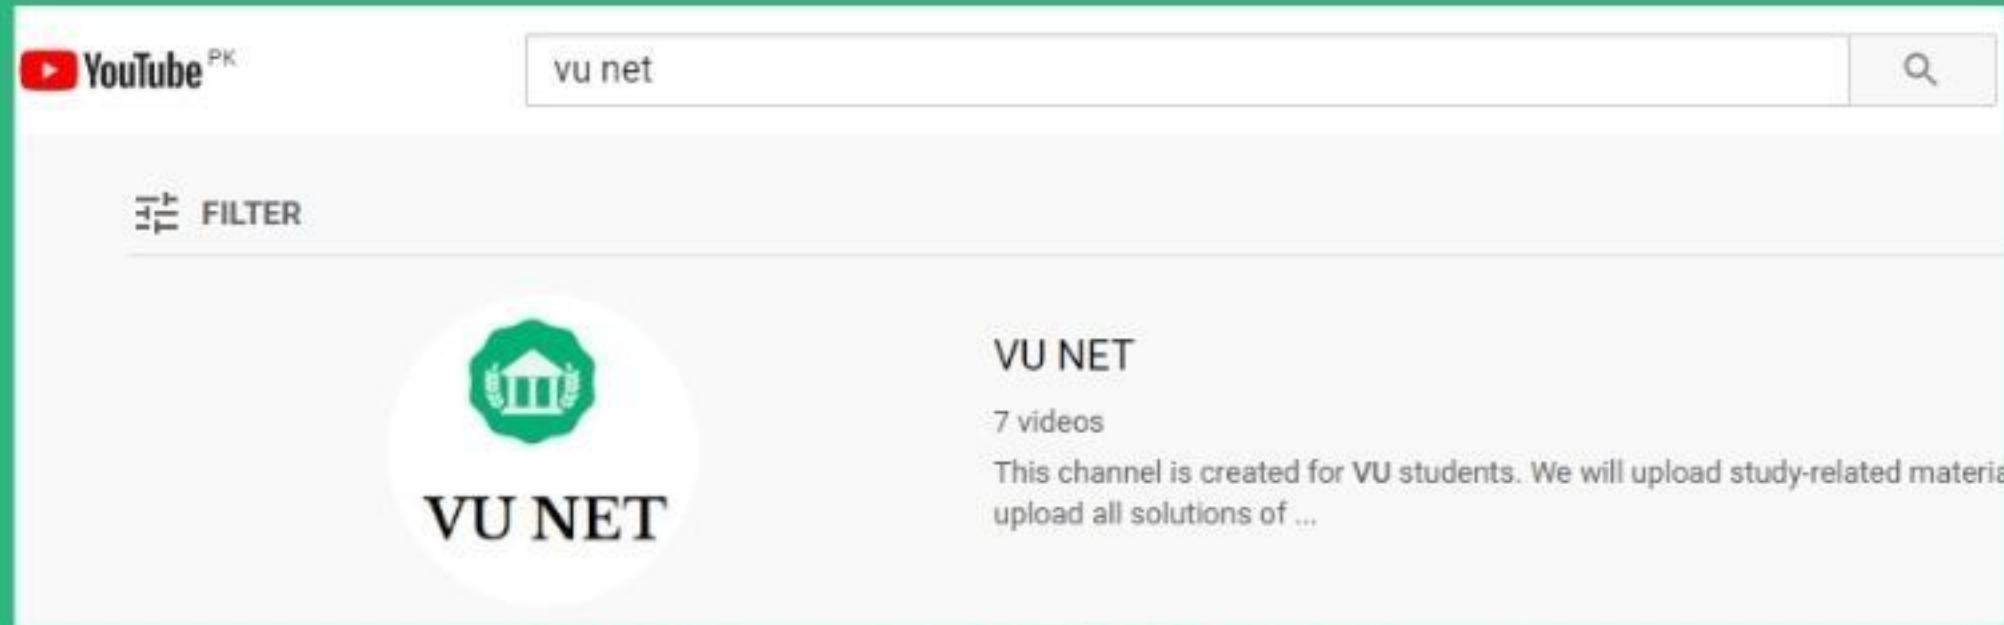 YouTube PK
vu net
FILTER
VU NET
VU NET
7 videos
This channel is created for VU students. We will upload study-related materia
upload all solutions of ...